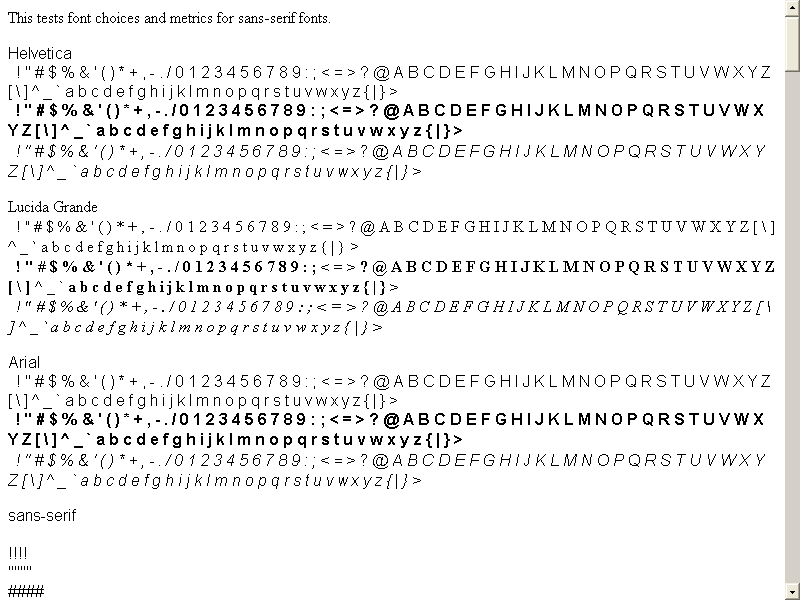 This tests font choices and metrics for sans-serif fonts.
Helvetica
! " # $ % & ' ( ) * + , - . / 0 1 2 3 4 5 6 7 8 9 : ; < = > ? @ A B C D E F G H I J K L M N O P Q R S T U V W X Y Z
[ \ ] ^ _ ` a b c d e f g h i j k l m n o p q r s t u v w x y z { | } >
! " # $ % & ' ( ) * + , - . / 0 1 2 3 4 5 6 7 8 9 : ; < = > ? @ A B C D E F G H I J K L M N O P Q R S T U V W X
Y Z [ \ ] ^ _ ` a b c d e f g h i j k l m n o p q r s t u v w x y z { | } >
! " # $ % & ' ( ) * + , - . / 0 1 2 3 4 5 6 7 8 9 : ; < = > ? @ A B C D E F G H I J K L M N O P Q R S T U V W X Y
Z [ \ ] ^ _ ` a b c d e f g h i j k l m n o p q r s t u v w x y z { | } >
Lucida Grande
! " # $ % & ' ( ) * + , - . / 0 1 2 3 4 5 6 7 8 9 : ; < = > ? @ A B C D E F G H I J K L M N O P Q R S T U V W X Y Z [ \ ]
^ _ ` a b c d e f g h i j k l m n o p q r s t u v w x y z { | } >
! " # $ % & ' ( ) * + , - . / 0 1 2 3 4 5 6 7 8 9 : ; < = > ? @ A B C D E F G H I J K L M N O P Q R S T U V W X Y Z
[ \ ] ^ _ ` a b c d e f g h i j k l m n o p q r s t u v w x y z { | } >
! " # $ % & ' ( ) * + , - . / 0 1 2 3 4 5 6 7 8 9 : ; < = > ? @ A B C D E F G H I J K L M N O P Q R S T U V W X Y Z [ \
] ^ _ ` a b c d e f g h i j k l m n o p q r s t u v w x y z { | } >
Arial
! " # $ % & ' ( ) * + , - . / 0 1 2 3 4 5 6 7 8 9 : ; < = > ? @ A B C D E F G H I J K L M N O P Q R S T U V W X Y Z
[ \ ] ^ _ ` a b c d e f g h i j k l m n o p q r s t u v w x y z { | } >
! " # $ % & ' ( ) * + , - . / 0 1 2 3 4 5 6 7 8 9 : ; < = > ? @ A B C D E F G H I J K L M N O P Q R S T U V W X
Y Z [ \ ] ^ _ ` a b c d e f g h i j k l m n o p q r s t u v w x y z { | } >
! " # $ % & ' ( ) * + , - . / 0 1 2 3 4 5 6 7 8 9 : ; < = > ? @ A B C D E F G H I J K L M N O P Q R S T U V W X Y
Z [ \ ] ^ _ ` a b c d e f g h i j k l m n o p q r s t u v w x y z { | } >
sans-serif
!!!!
""""
####